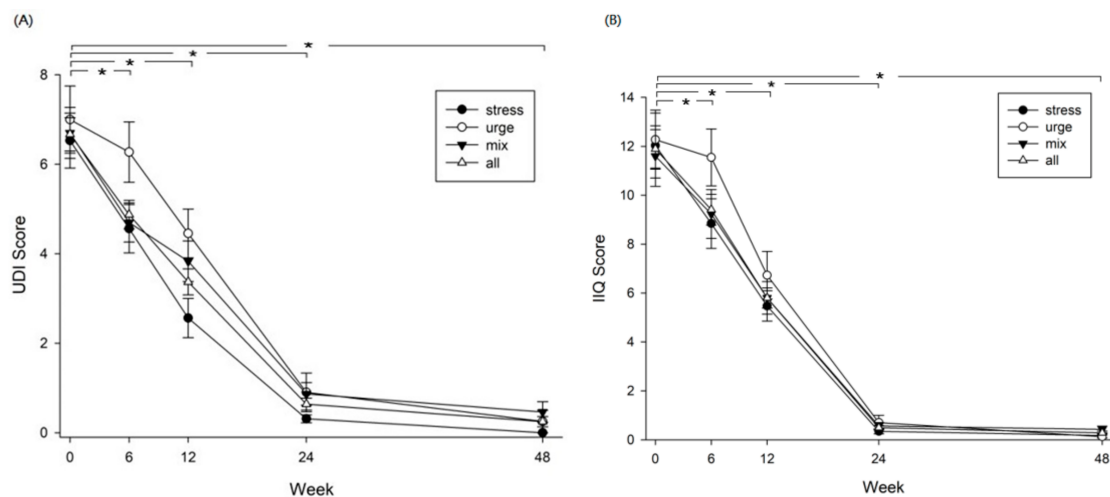 (A)
* * * *
8
6
4
2
0
UDI Score
stress
urge
mix
all
0 6 12 24 48
Week
(B)
* * * *
14
12
10
8
6
4
2
0
IIQ Score
stress
urge
mix
all
0 6 12 24 48
Week